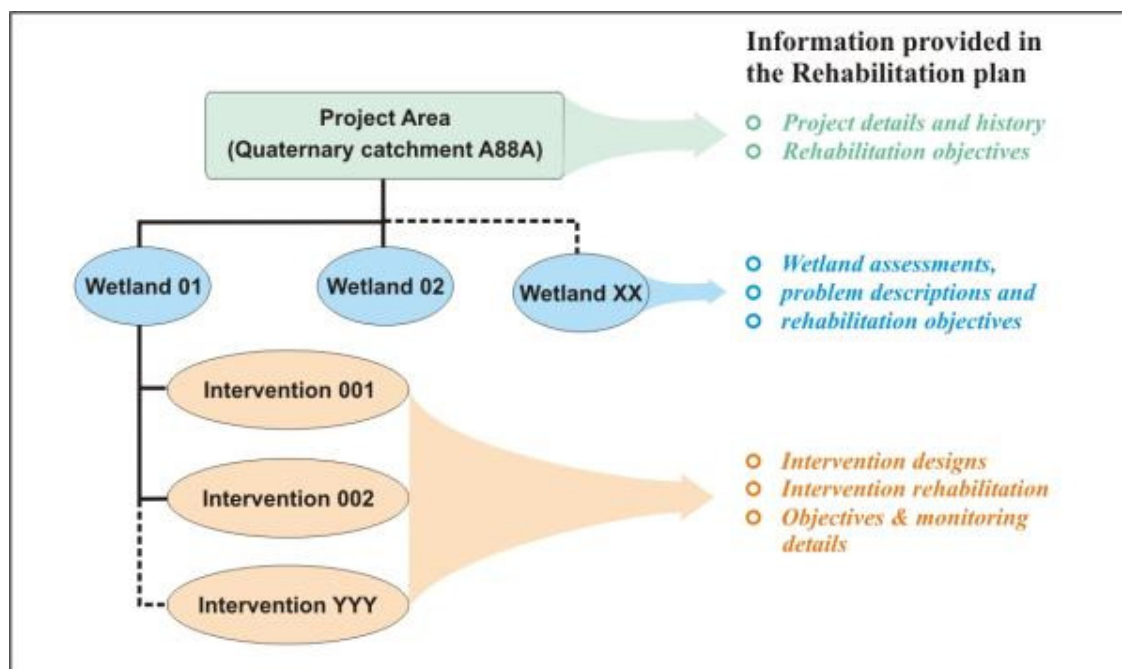 Information provided in
the Rehabilitation plan
Project Area
(Quaternary catchment A88A)
Project details and history
Rehabilitation objectives
Wetland 01
Wetland 02
Wetland XX
Wetland assessments,
problem descriptions and
rehabilitation objectives
Intervention 001
Intervention 002
Intervention YYY
Intervention designs
Intervention rehabilitation
Objectives & monitoring
details